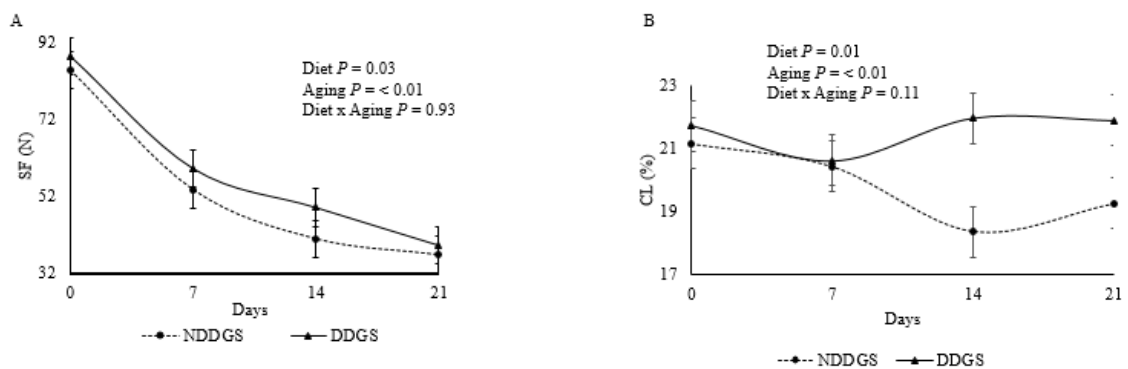 A
92
72
52
32
SF (N)
Diet P = 0.03
Aging P = < 0.01
Diet x Aging P = 0.93
0 7 14 21
Days
NDDGS DDGS
B
Diet P = 0.01
Aging P = < 0.01
Diet x Aging P = 0.11
23
21
19
17
CL (%)
0 7 14 21
Days
NDDGS DDGS